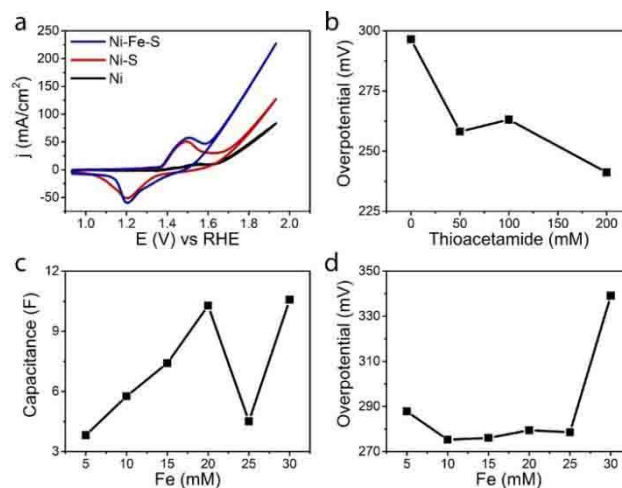 a
Ni-Fe-S
Ni-S
Ni
250
200
150
100
50
0
-50
j (mA/cm²)
1.0 1.2 1.4 1.6 1.8 2.0
E (V) vs RHE
b
300
275
250
225
Overpotential (mV)
0 50 100 150 200
Thioacetamide (mM)
c
12
9
6
3
Capacitance (F)
5 10 15 20 25 30
Fe (mM)
d
350
330
310
290
270
Overpotential (mV)
5 10 15 20 25 30
Fe (mM)